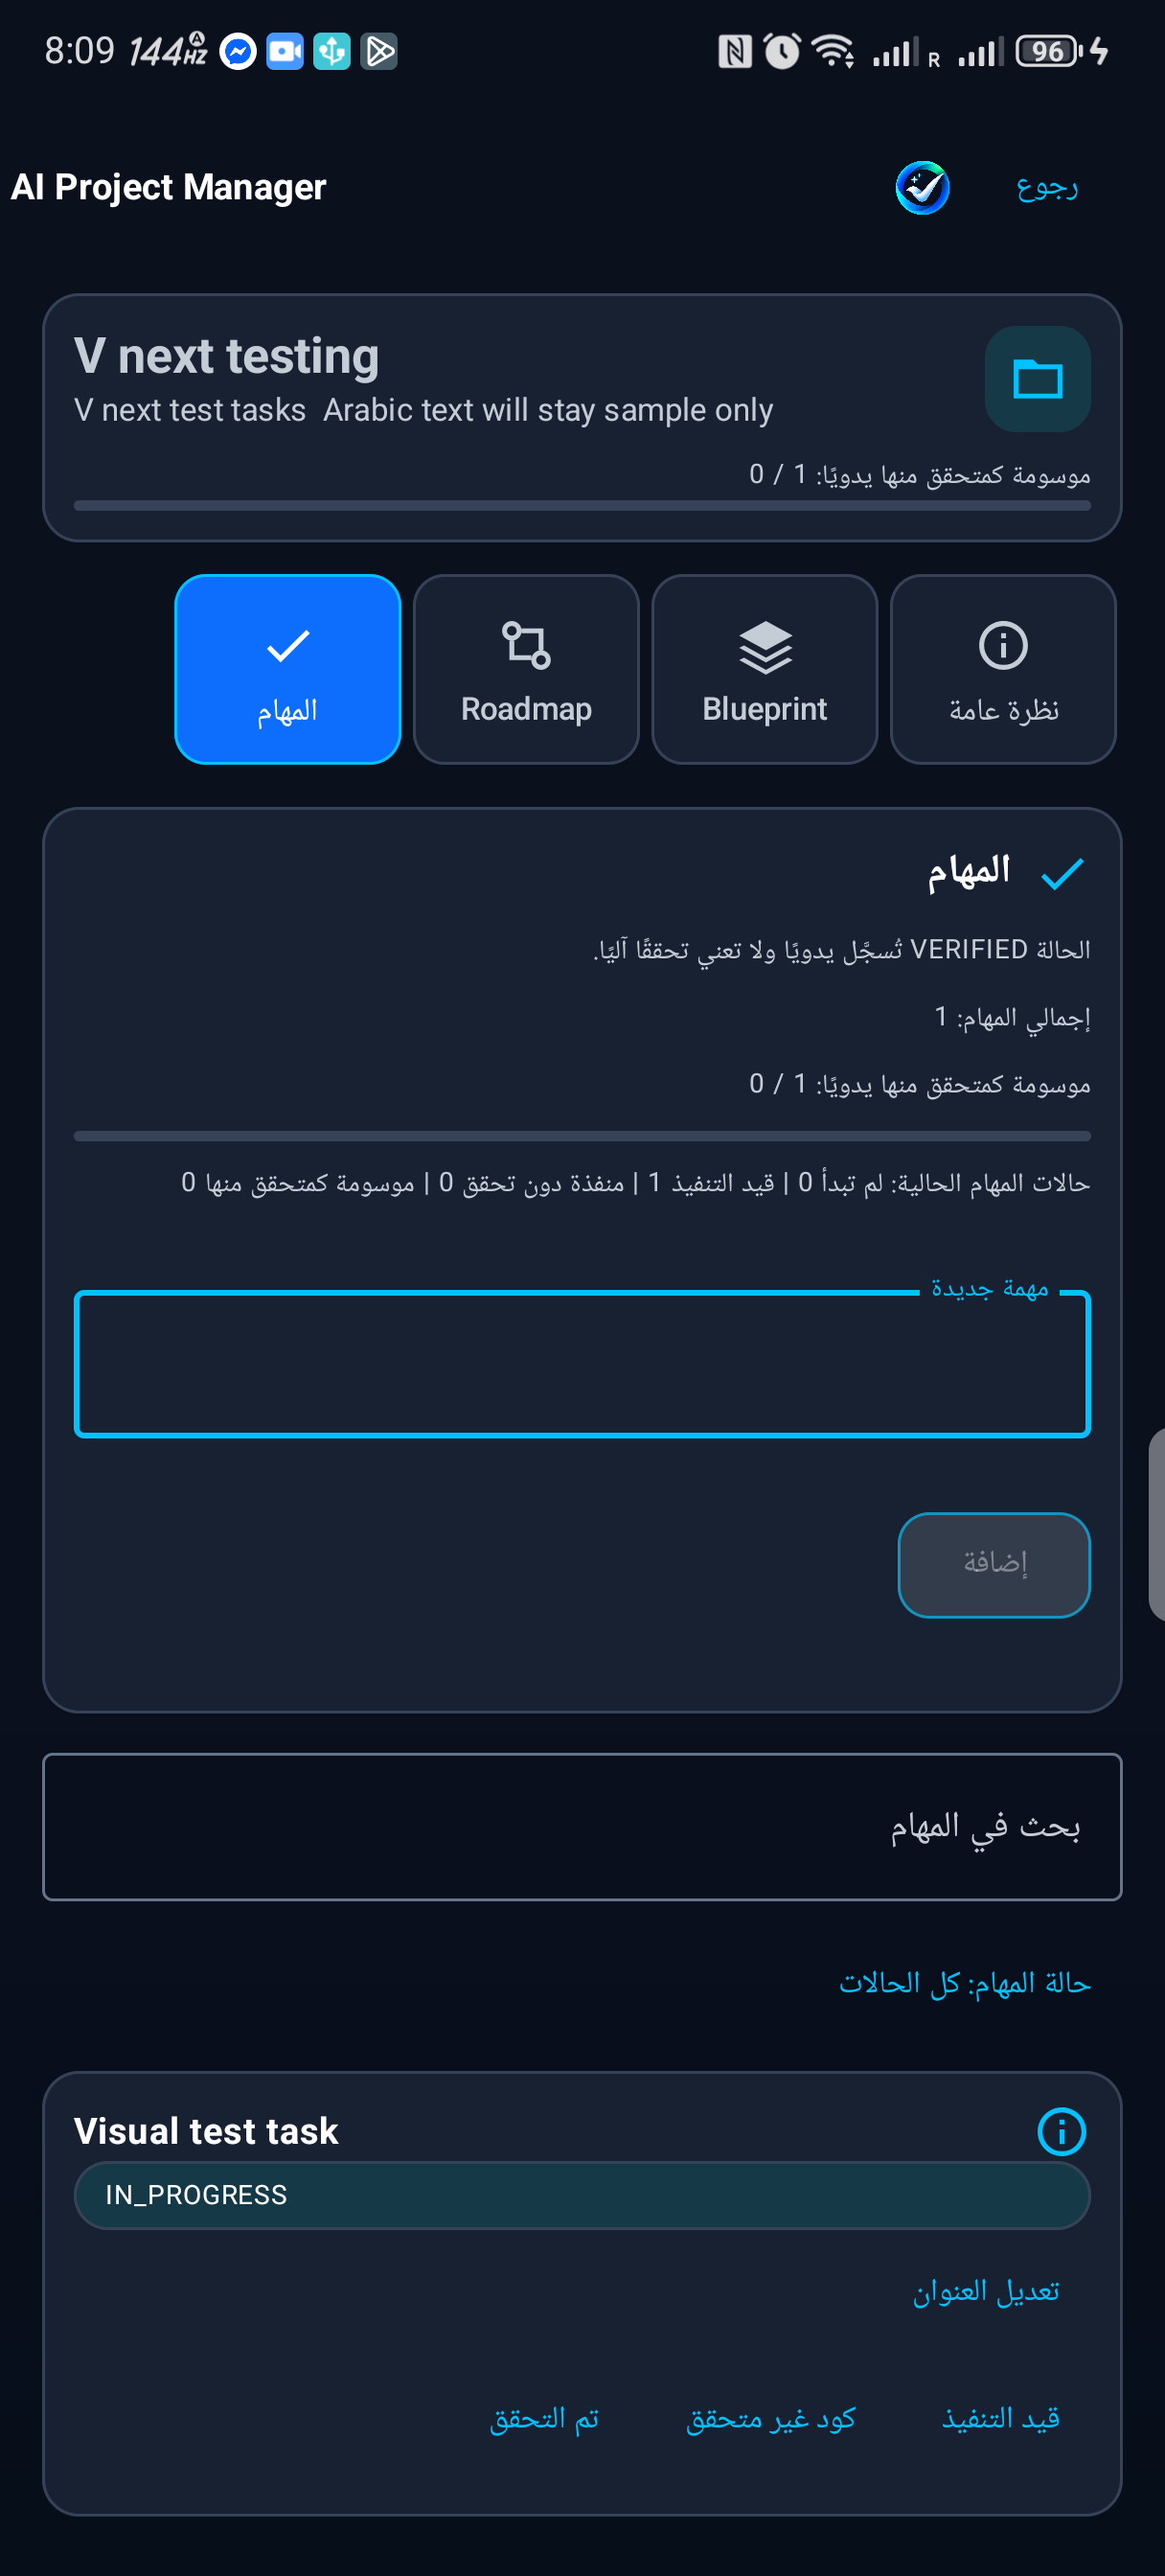 8:09 144HZ A R 96
AI Project Manager رجوع
V next testing
V next test tasks  Arabic text will stay sample only
موسومة كمتحقق منها يدويًا: 1 / 0
نظرة عامة
Blueprint
Roadmap
المهام
المهام
الحالة VERIFIED تُسجَّل يدويًا ولا تعني تحققًا آليًا.
إجمالي المهام: 1
موسومة كمتحقق منها يدويًا: 1 / 0
حالات المهام الحالية: لم تبدأ 0 | قيد التنفيذ 1 | منفذة دون تحقق 0 | موسومة كمتحقق منها 0
مهمة جديدة
إضافة
بحث في المهام
حالة المهام: كل الحالات
Visual test task
IN_PROGRESS
تعديل العنوان
قيد التنفيذ كود غير متحقق تم التحقق